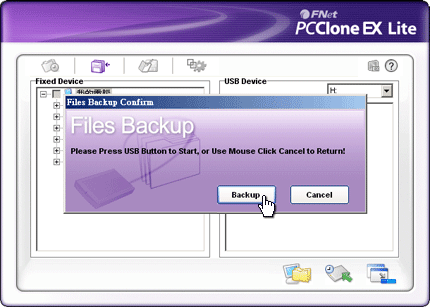 FNet
PCClone EX Lite
Fixed Device
USB Device
H:
Files Backup Confirm
Files Backup
Please Press USB Button to Start, or Use Mouse Click Cancel to Return!
Backup
Cancel